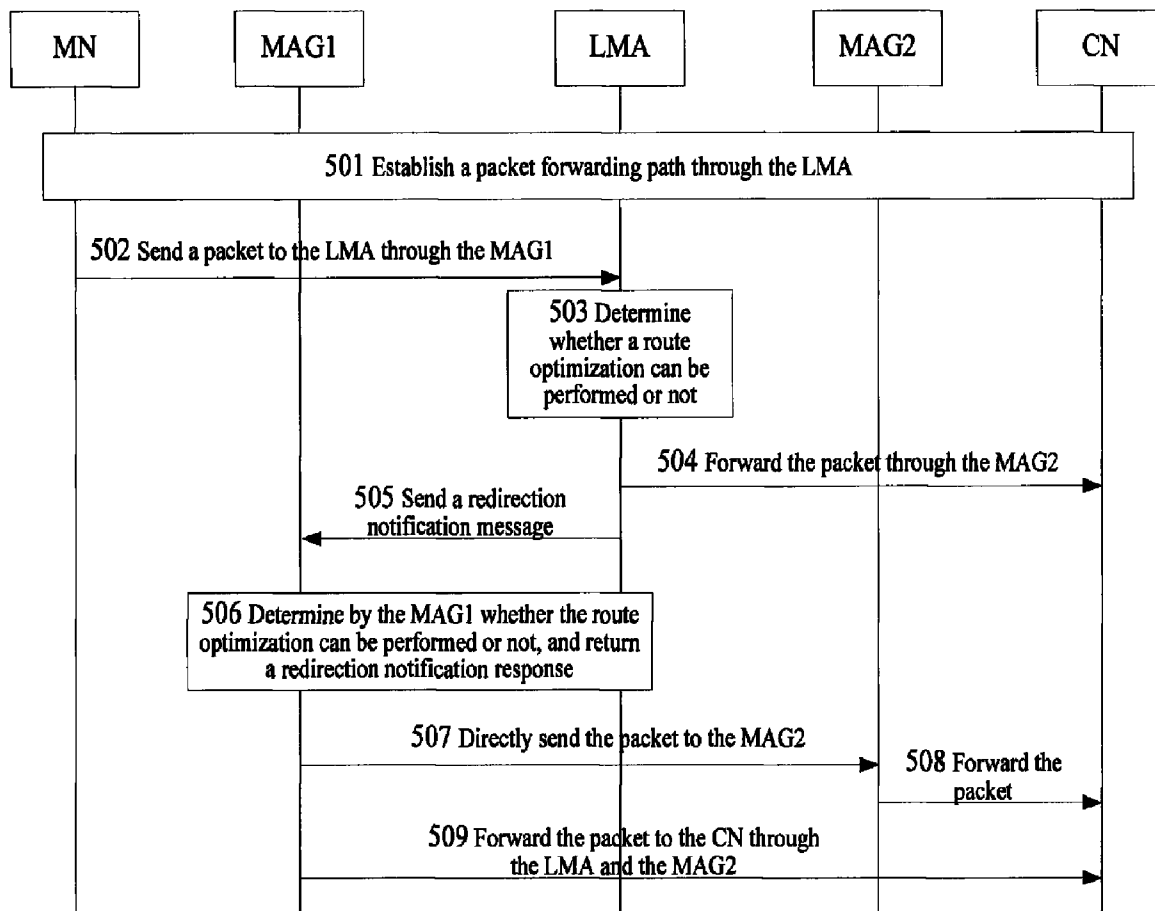 MN
MAG1
LMA
MAG2
CN
501 Establish a packet forwarding path through the LMA
502 Send a packet to the LMA through the MAG1
503 Determine
whether a route
optimization can be
performed or not
504 Forward the packet through the MAG2
505 Send a redirection
notification message
506 Determine by the MAG1 whether the route
optimization can be performed or not, and return
a redirection notification response
507 Directly send the packet to the MAG2
508 Forward the
packet
509 Forward the packet to the CN through
the LMA and the MAG2